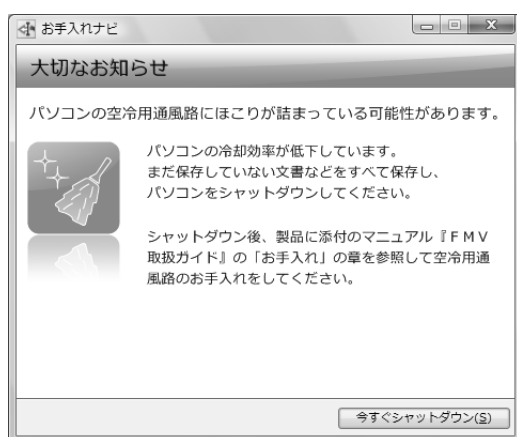 お手入れナビ
大切なお知らせ
パソコンの空冷用通風路にほこりが詰まっている可能性があります。
パソコンの冷却効率が低下しています。
まだ保存していない文書などをすべて保存し、
パソコンをシャットダウンしてください。
シャットダウン後、製品に添付のマニュアル『ＦＭＶ
取扱ガイド』の「お手入れ」の章を参照して空冷用通
風路のお手入れをしてください。
今すぐシャットダウン(S)